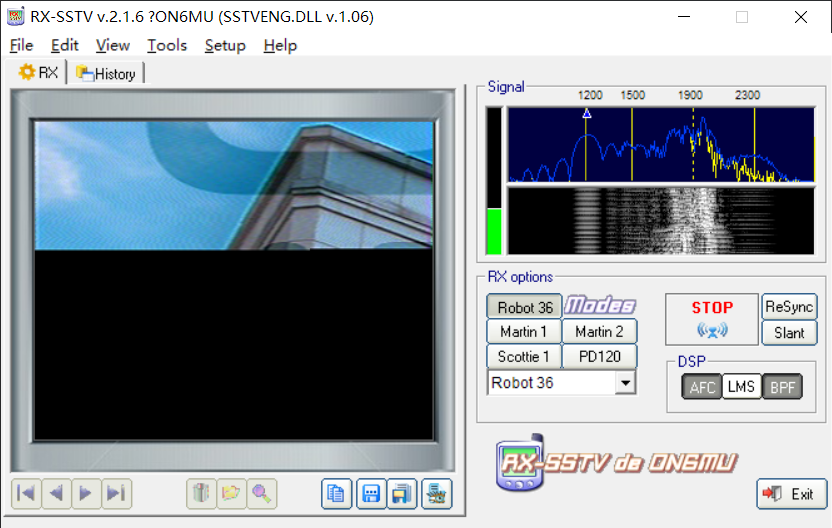 RX-SSTV v.2.1.6 ?ON6MU (SSTVENG.DLL v.1.06)
File Edit View Tools Setup Help
RX History
Signal
1200 1500 1900 2300
RX options
Robot 36 Modes
Martin 1 Martin 2
Scottie 1 PD120
Robot 36
STOP
ReSync
Slant
DSP
AFC LMS BPF
RX-SSTV de ON6MU
Exit